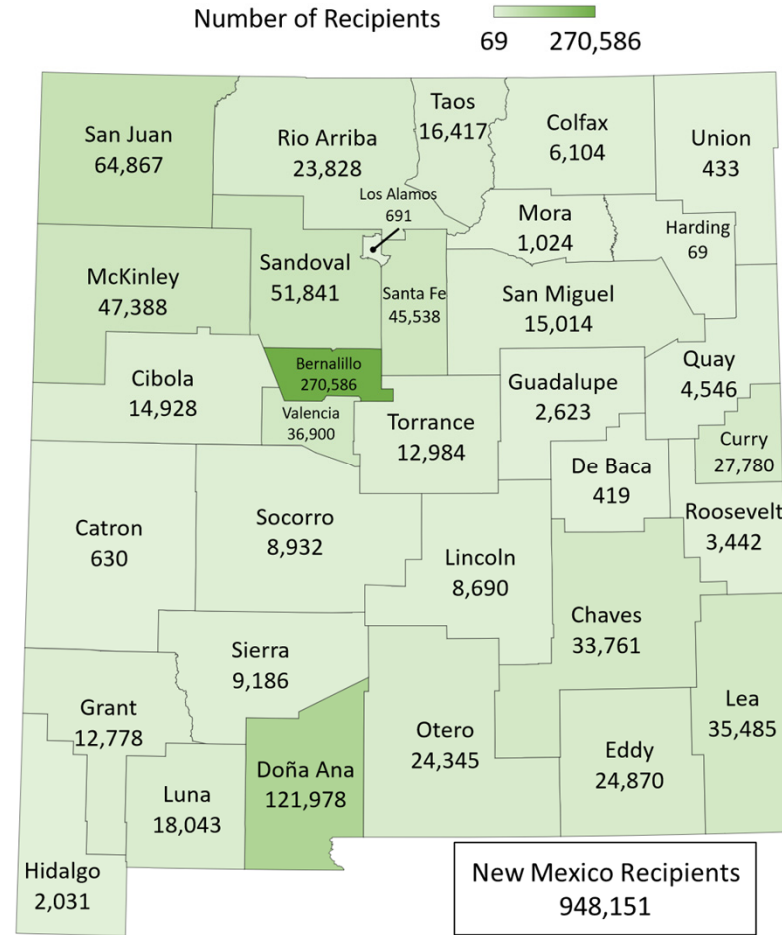 Number of Recipients
69 270,586
San Juan
64,867
Rio Arriba
23,828
Taos
16,417
Colfax
6,104
Union
433
Los Alamos
691
Mora
1,024
Harding
69
McKinley
47,388
Sandoval
51,841
Santa Fe
45,538
San Miguel
15,014
Cibola
14,928
Bernalillo
270,586
Valencia
36,900
Torrance
12,984
Guadalupe
2,623
Quay
4,546
Curry
27,780
De Baca
419
Roosevelt
3,442
Catron
630
Socorro
8,932
Lincoln
8,690
Chaves
33,761
Sierra
9,186
Grant
12,778
Doña Ana
121,978
Otero
24,345
Eddy
24,870
Lea
35,485
Luna
18,043
Hidalgo
2,031
New Mexico Recipients
948,151